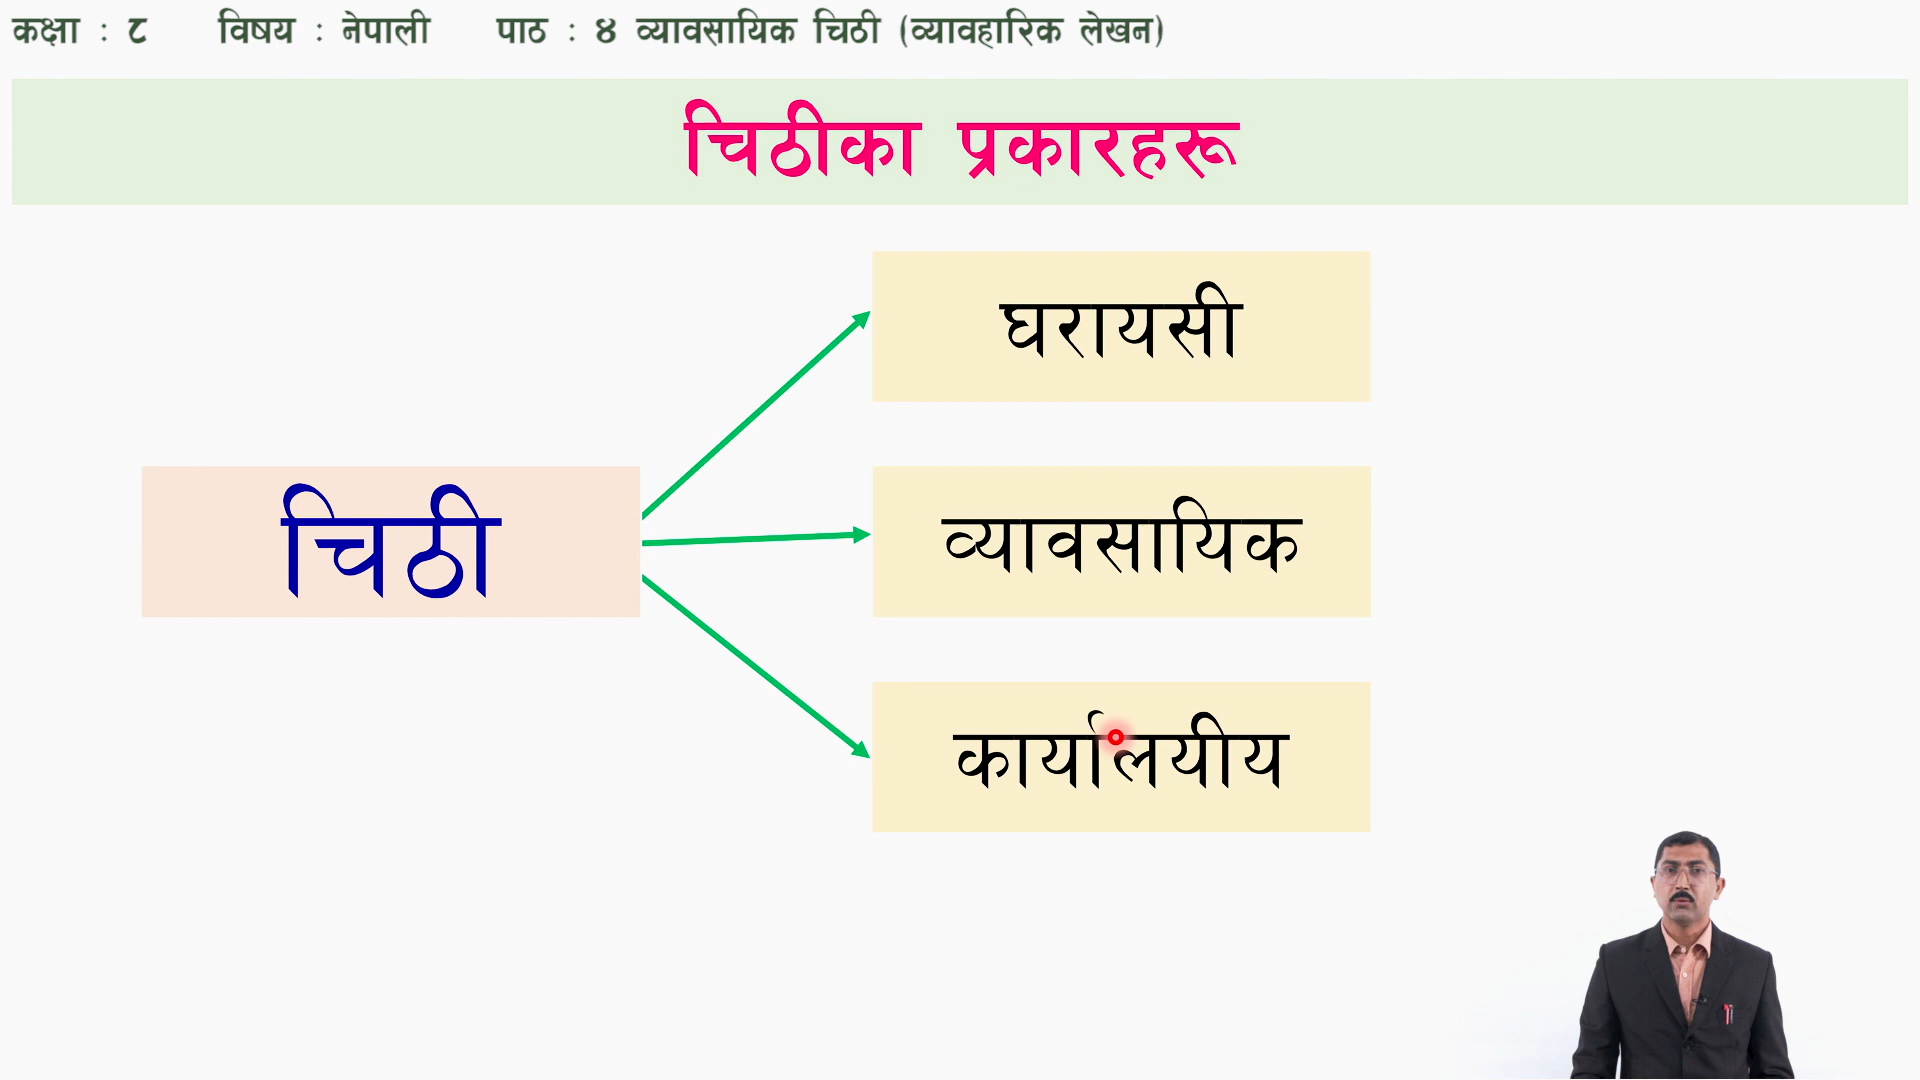 कक्षा : ८ विषय : नेपाली पाठ : ४ व्यावसायिक चिठी (व्यावहारिक लेखन)
चिठीका प्रकारहरू
घरायसी
चिठी
व्यावसायिक
कार्यालयीय